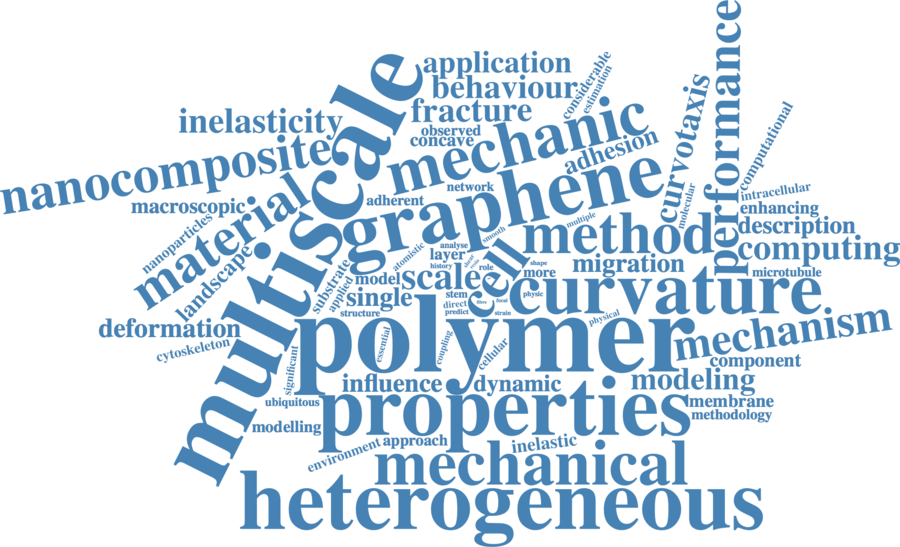 performance
application
considerable
estimation
behaviour
curvotaxis
fracture
inelasticity
observed
concave
mechanic
adhesion
computational
multiscale
nanocomposite
material
macroscopic
adherent
network
graphene
molecular
intracellular
enhancing
description
nanoparticles
landscape
multiple
smooth
method
computing
atomistic
analyse
layer
history
role
cell
shape
more
migration
microtubule
substrate
applied
model
scale
single
structure
stem
direct
predict
fibre
focal
strain
physic
curvature
physical
deformation
cytoskeleton
polymer
essential
coupling
cellular
mechanism
component
significant
influence
dynamic
modeling
ubiquitous
properties
membrane
methodology
modelling
environment
approach
inelastic
mechanical
heterogeneous